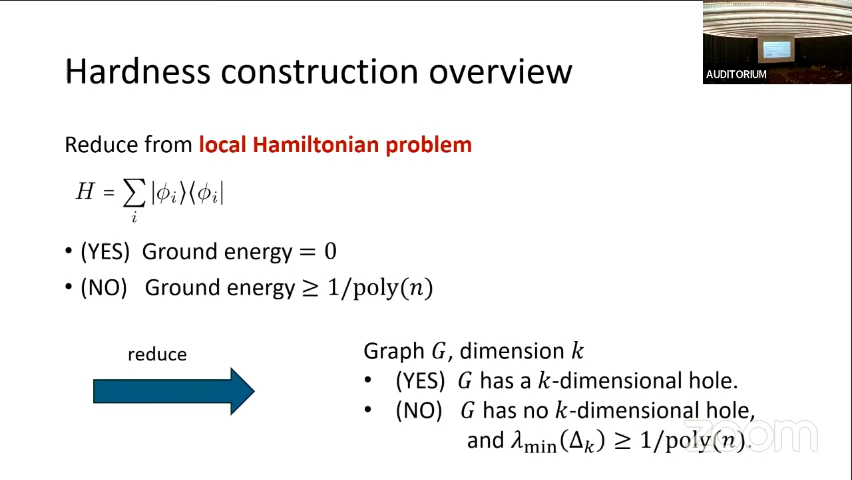 AUDITORIUM
Hardness construction overview
Reduce from local Hamiltonian problem
H = ∑_i |ϕ_i⟩⟨ϕ_i|
• (YES) Ground energy = 0
• (NO) Ground energy ≥ 1/poly(n)
reduce
Graph G, dimension k
• (YES) G has a k-dimensional hole.
• (NO) G has no k-dimensional hole,
and λ_min(Δ_k) ≥ 1/poly(n).
zoom